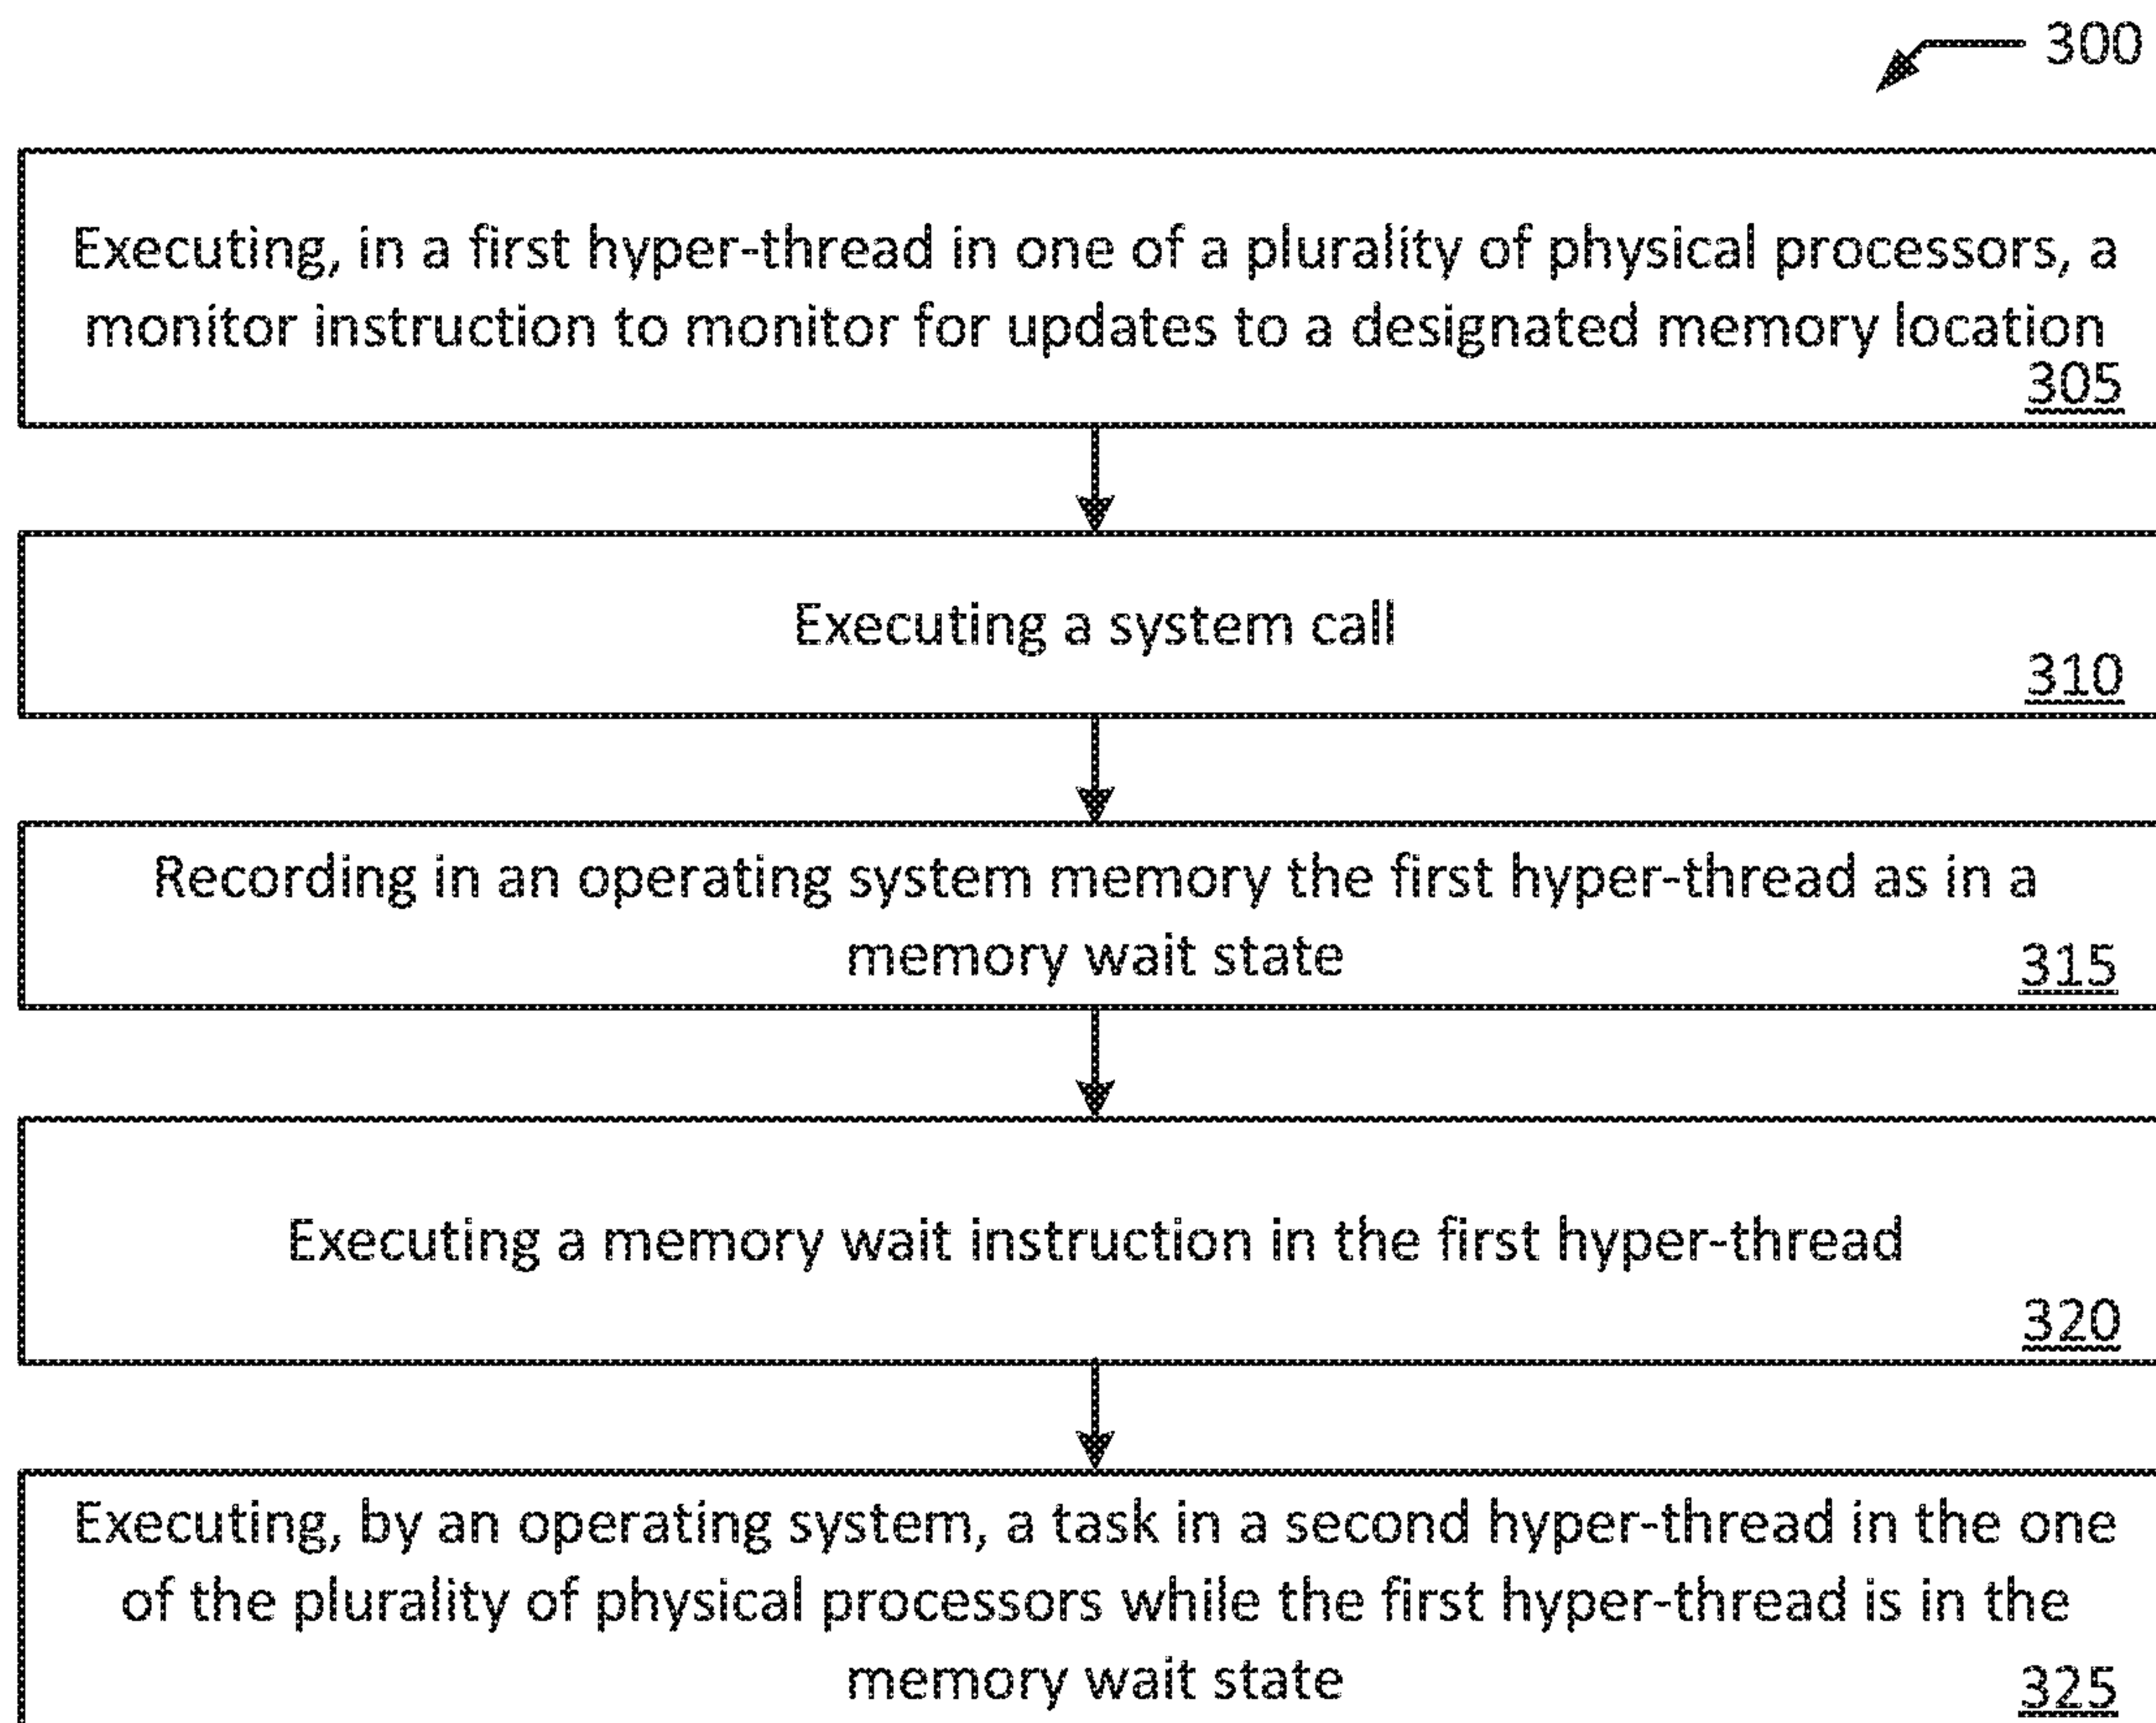 300
Executing, in a first hyper-thread in one of a plurality of physical processors, a
monitor instruction to monitor for updates to a designated memory location
305
Executing a system call
310
Recording in an operating system memory the first hyper-thread as in a
memory wait state
315
Executing a memory wait instruction in the first hyper-thread
320
Executing, by an operating system, a task in a second hyper-thread in the one
of the plurality of physical processors while the first hyper-thread is in the
memory wait state
325